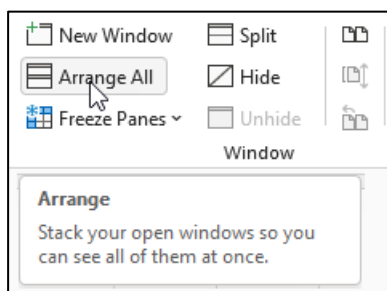 New Window Split
Arrange All Hide
Freeze Panes Unhide
Window
Arrange
Stack your open windows so you
can see all of them at once.